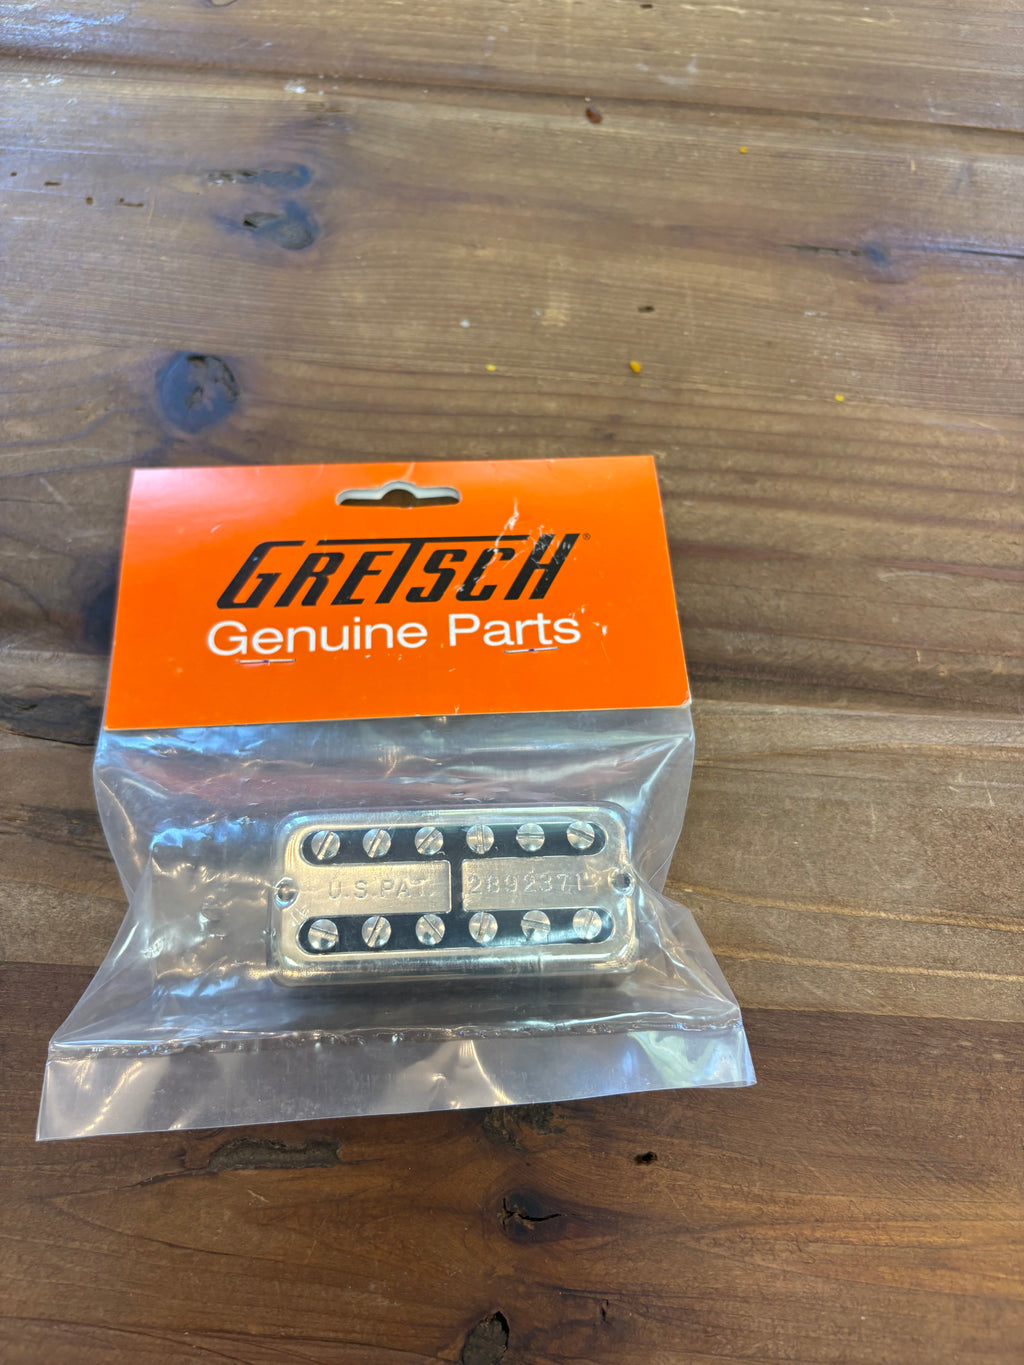 GRETSCH®
Genuine Parts
U.S. PAT. 2892371